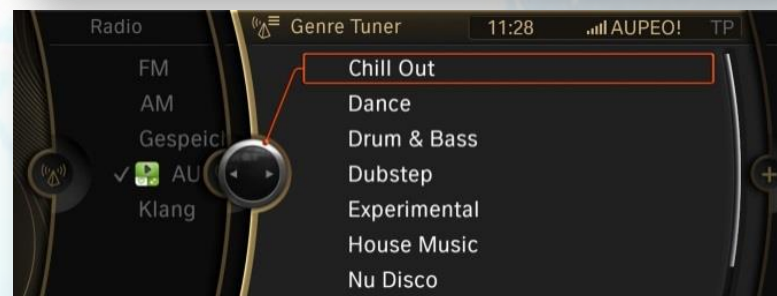 Radio
FM
AM
Gespeic
AU
Klang
Genre Tuner 11:28 AUPEO! TP
Chill Out
Dance
Drum & Bass
Dubstep
Experimental
House Music
Nu Disco